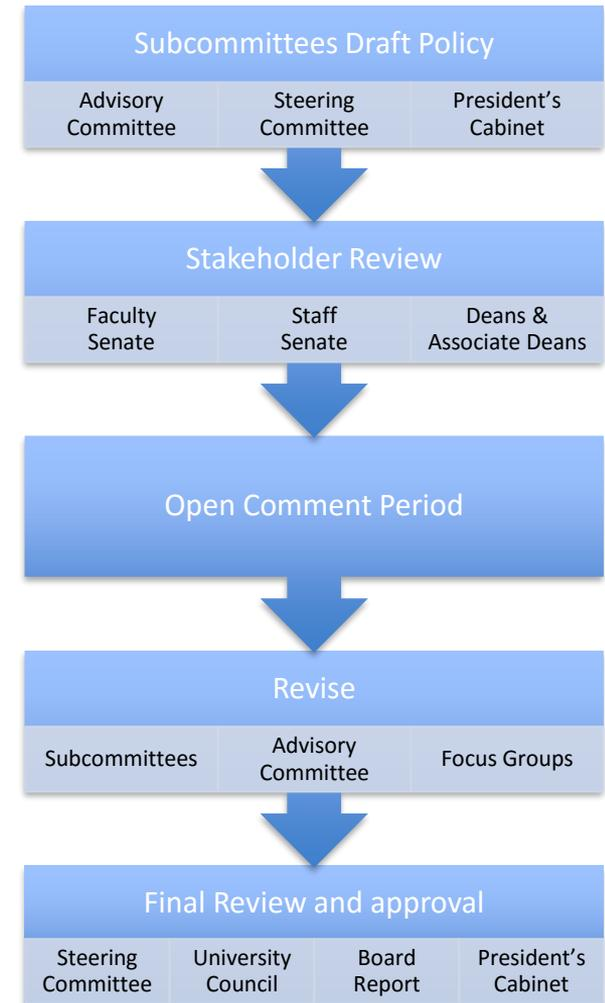 Subcommittees Draft Policy
Advisory
Committee
Steering
Committee
President’s
Cabinet
Stakeholder Review
Faculty
Senate
Staff
Senate
Deans &
Associate Deans
Open Comment Period
Revise
Subcommittees
Advisory
Committee
Focus Groups
Final Review and approval
Steering
Committee
University
Council
Board
Report
President’s
Cabinet